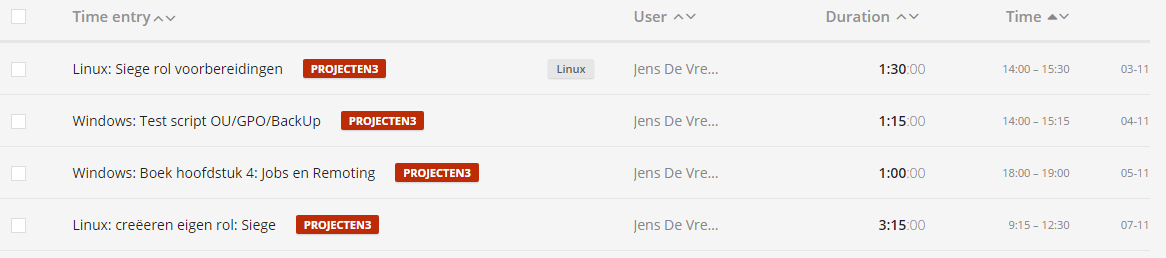 Time entry User Duration Time
Linux: Siege rol voorbereidingen PROJECTEN3 Linux Jens De Vre... 1:30:00 14:00 – 15:30 03-11
Windows: Test script OU/GPO/BackUp PROJECTEN3 Jens De Vre... 1:15:00 14:00 – 15:15 04-11
Windows: Boek hoofdstuk 4: Jobs en Remoting PROJECTEN3 Jens De Vre... 1:00:00 18:00 – 19:00 05-11
Linux: creëeren eigen rol: Siege PROJECTEN3 Jens De Vre... 3:15:00 9:15 – 12:30 07-11